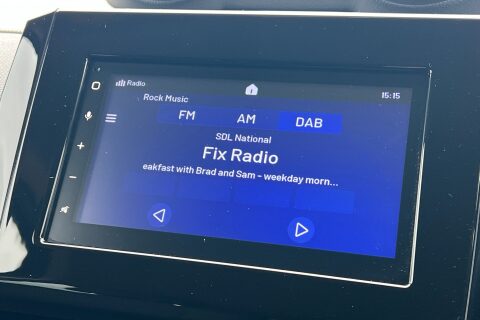 Radio
15:15
Rock Music
FM AM DAB
SDL National
Fix Radio
eakfast with Brad and Sam - weekday morn...